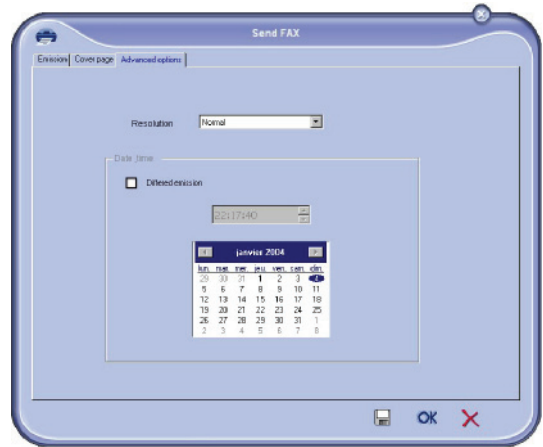 Send FAX
Emission Cover page Advanced options
Resolution Normal
Date_time
Differed emission
22:17:40
janvier 2004
lun. mar. mer. jeu. ven. sam. dim.
29 30 31 1 2 3 4
5 6 7 8 9 10 11
12 13 14 15 16 17 18
19 20 21 22 23 24 25
26 27 28 29 30 31 1
2 3 4 5 6 7 8
OK